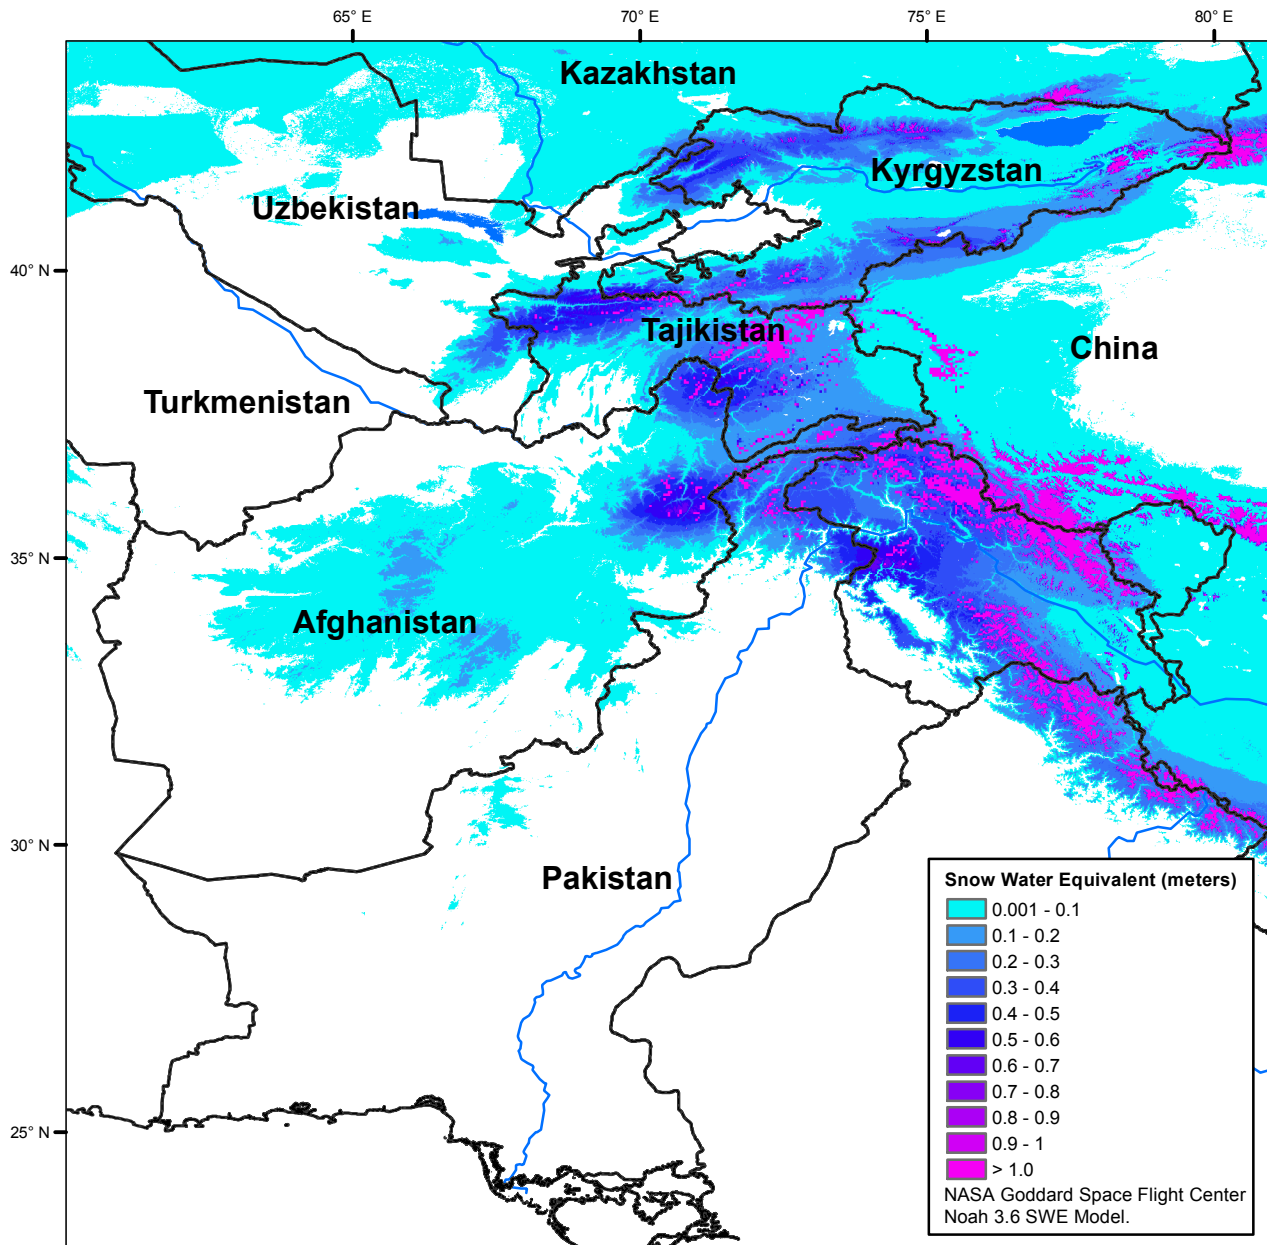 65° E
70° E
75° E
80° E
Kazakhstan
Kyrgyzstan
Uzbekistan
40° N
Tajikistan
China
Turkmenistan
35° N
Afghanistan
30° N
Pakistan
25° N
Snow Water Equivalent (meters)
0.001 - 0.1
0.1 - 0.2
0.2 - 0.3
0.3 - 0.4
0.4 - 0.5
0.5 - 0.6
0.6 - 0.7
0.7 - 0.8
0.8 - 0.9
0.9 - 1
> 1.0
NASA Goddard Space Flight Center
Noah 3.6 SWE Model.